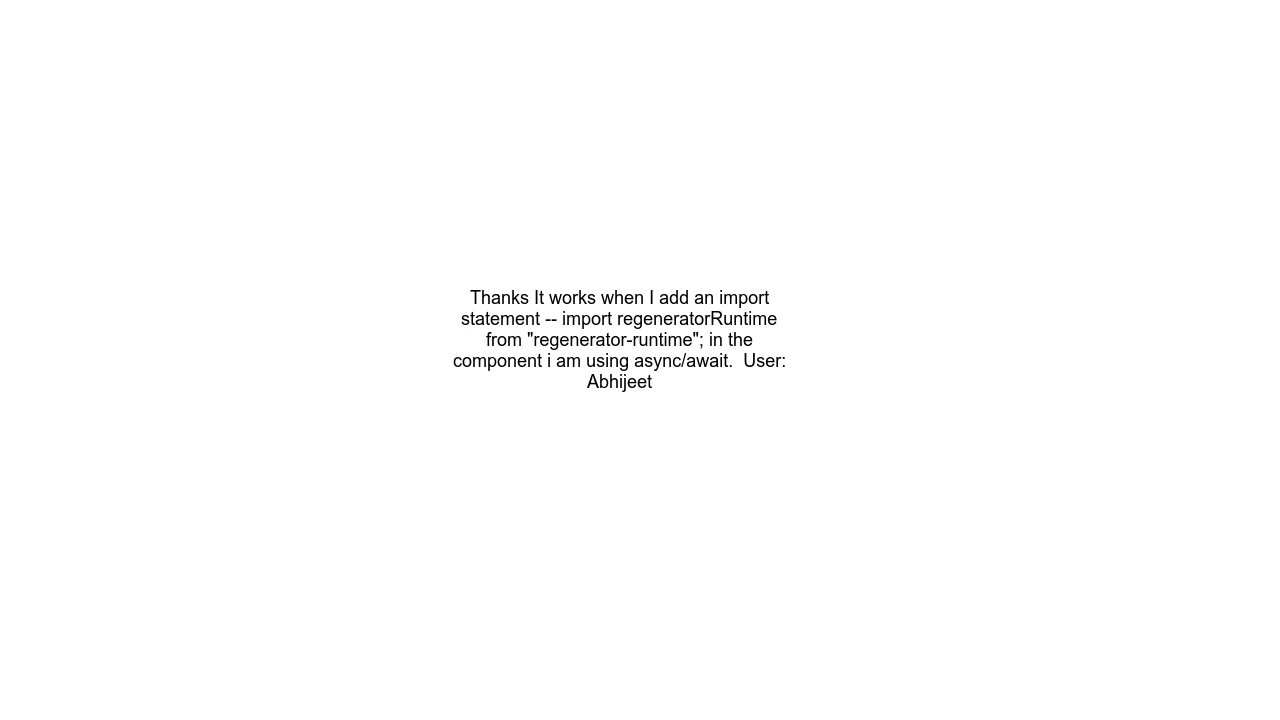 Thanks It works when I add an import
statement -- import regeneratorRuntime
from "regenerator-runtime"; in the
component i am using async/await.  User:
Abhijeet